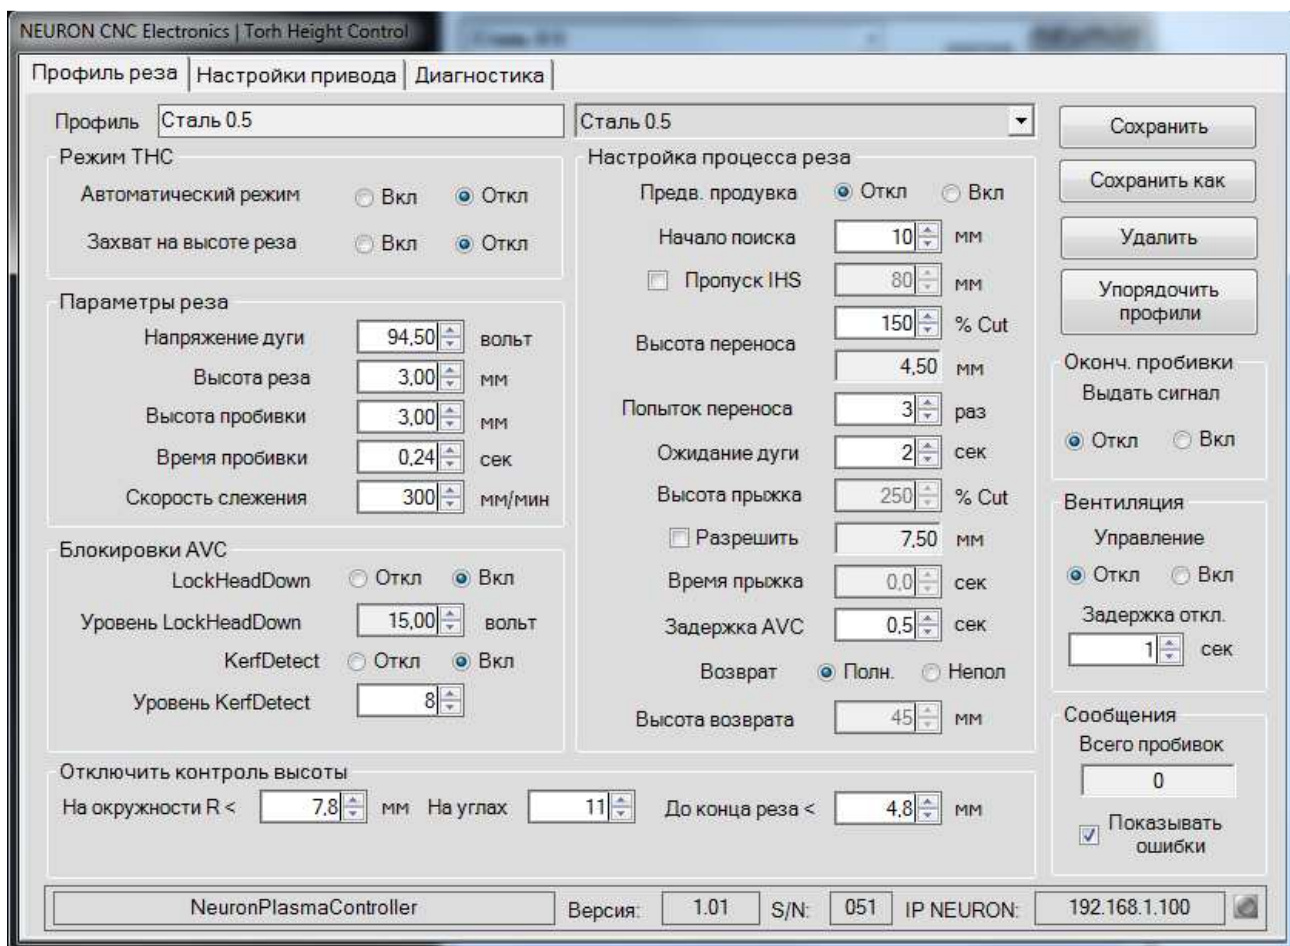 NEURON CNC Electronics | Torh Height Control
Профиль реза
Настройки привода
Диагностика
Профиль
Сталь 0.5
Сталь 0.5
Режим THC
Автоматический режим
Вкл
Откл
Захват на высоте реза
Вкл
Откл
Параметры реза
Напряжение дуги
94,50
вольт
Высота реза
3,00
мм
Высота пробивки
3,00
мм
Время пробивки
0,24
сек
Скорость слежения
300
мм/мин
Блокировки AVC
LockHeadDown
Откл
Вкл
Уровень LockHeadDown
15,00
вольт
KerfDetect
Откл
Вкл
Уровень KerfDetect
8
Настройка процесса реза
Предв. продувка
Откл
Вкл
Начало поиска
10
мм
Пропуск IHS
80
мм
Высота переноса
150
% Cut
4,50
мм
Попыток переноса
3
раз
Ожидание дуги
2
сек
Высота прыжка
250
% Cut
Разрешить
7,50
мм
Время прыжка
0,0
сек
Задержка AVC
0,5
сек
Возврат
Полн.
Непол
Высота возврата
45
мм
Сохранить
Сохранить как
Удалить
Упорядочить
профили
Оконч. пробивки
Выдать сигнал
Откл
Вкл
Вентиляция
Управление
Откл
Вкл
Задержка откл.
1
сек
Сообщения
Всего пробивок
0
Показывать
ошибки
Отключить контроль высоты
На окружности R <
7,8
мм
На углах
11
До конца реза <
4,8
мм
NeuronPlasmaController
Версия:
1.01
S/N:
051
IP NEURON:
192.168.1.100